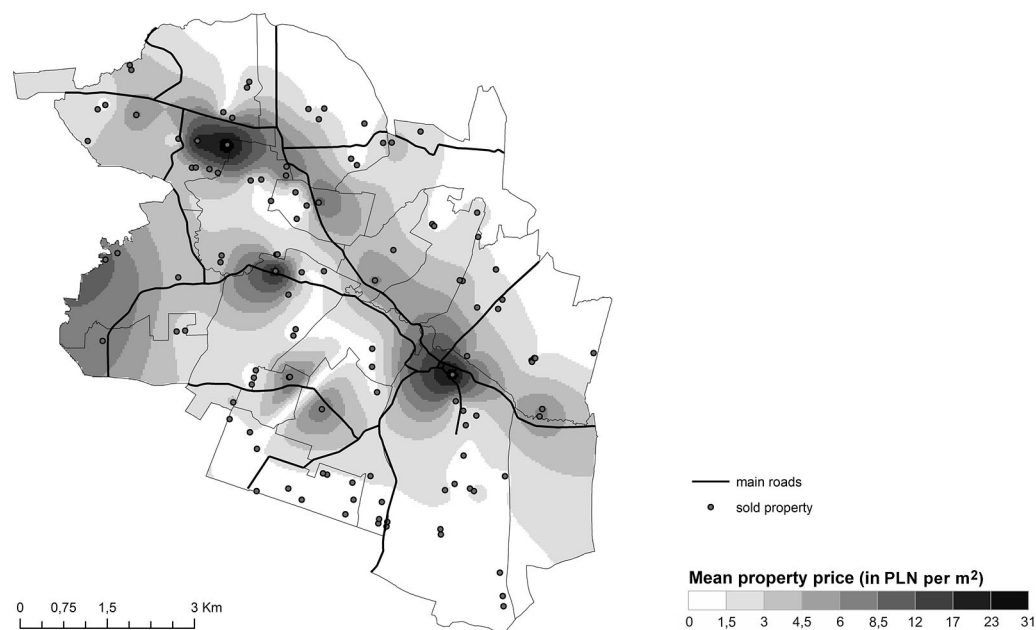 main roads
sold property
Mean property price (in PLN per m²)
0 1,5 3 4,5 6 8,5 12 17 23 31
0 0,75 1,5 3 Km